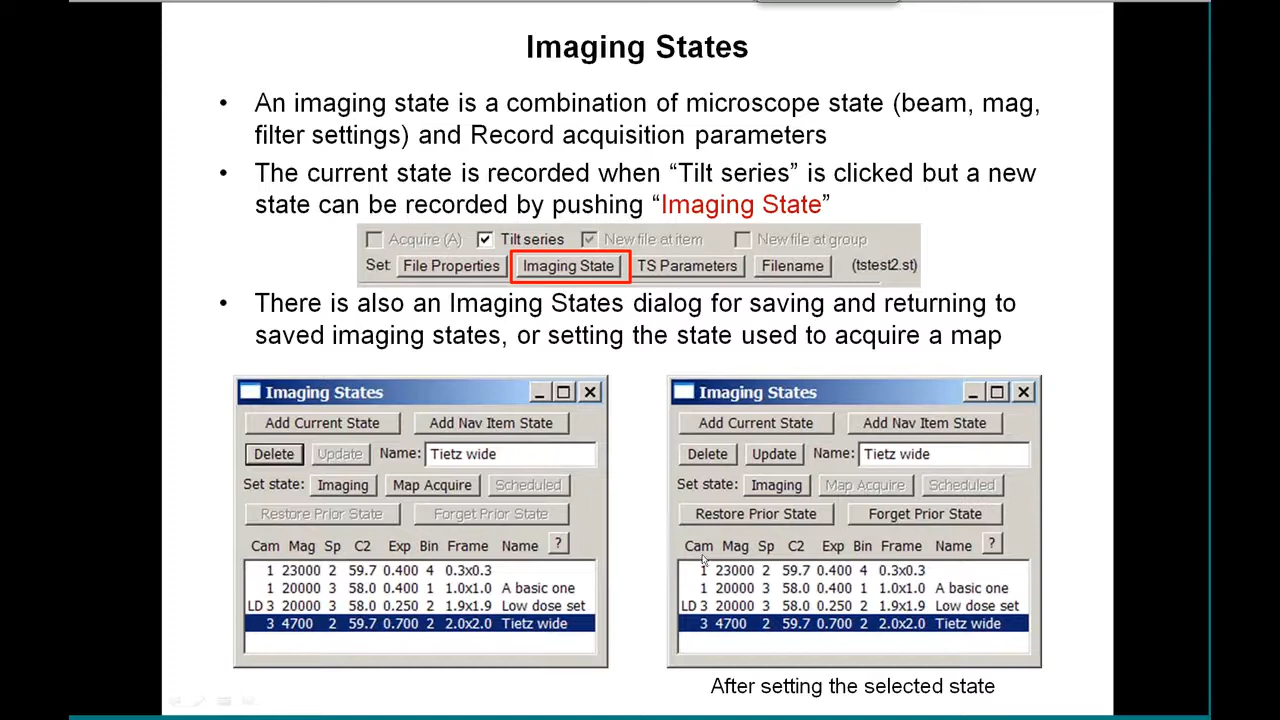 Imaging States
• An imaging state is a combination of microscope state (beam, mag,
filter settings) and Record acquisition parameters
• The current state is recorded when “Tilt series” is clicked but a new
state can be recorded by pushing “Imaging State”
Acquire (A) Tilt series New file at item New file at group
Set: File Properties Imaging State TS Parameters Filename (tstest2.st)
• There is also an Imaging States dialog for saving and returning to
saved imaging states, or setting the state used to acquire a map
Imaging States
Add Current State Add Nav Item State
Delete Update Name: Tietz wide
Set state: Imaging Map Acquire Scheduled
Restore Prior State Forget Prior State
Cam Mag Sp C2 Exp Bin Frame Name ?
1 23000 2 59.7 0.400 4 0.3x0.3
1 20000 3 58.0 0.400 1 1.0x1.0 A basic one
LD 3 20000 3 58.0 0.250 2 1.9x1.9 Low dose set
3 4700 2 59.7 0.700 2 2.0x2.0 Tietz wide
Imaging States
Add Current State Add Nav Item State
Delete Update Name: Tietz wide
Set state: Imaging Map Acquire Scheduled
Restore Prior State Forget Prior State
Cam Mag Sp C2 Exp Bin Frame Name ?
1 23000 2 59.7 0.400 4 0.3x0.3
1 20000 3 58.0 0.400 1 1.0x1.0 A basic one
LD 3 20000 3 58.0 0.250 2 1.9x1.9 Low dose set
3 4700 2 59.7 0.700 2 2.0x2.0 Tietz wide
After setting the selected state